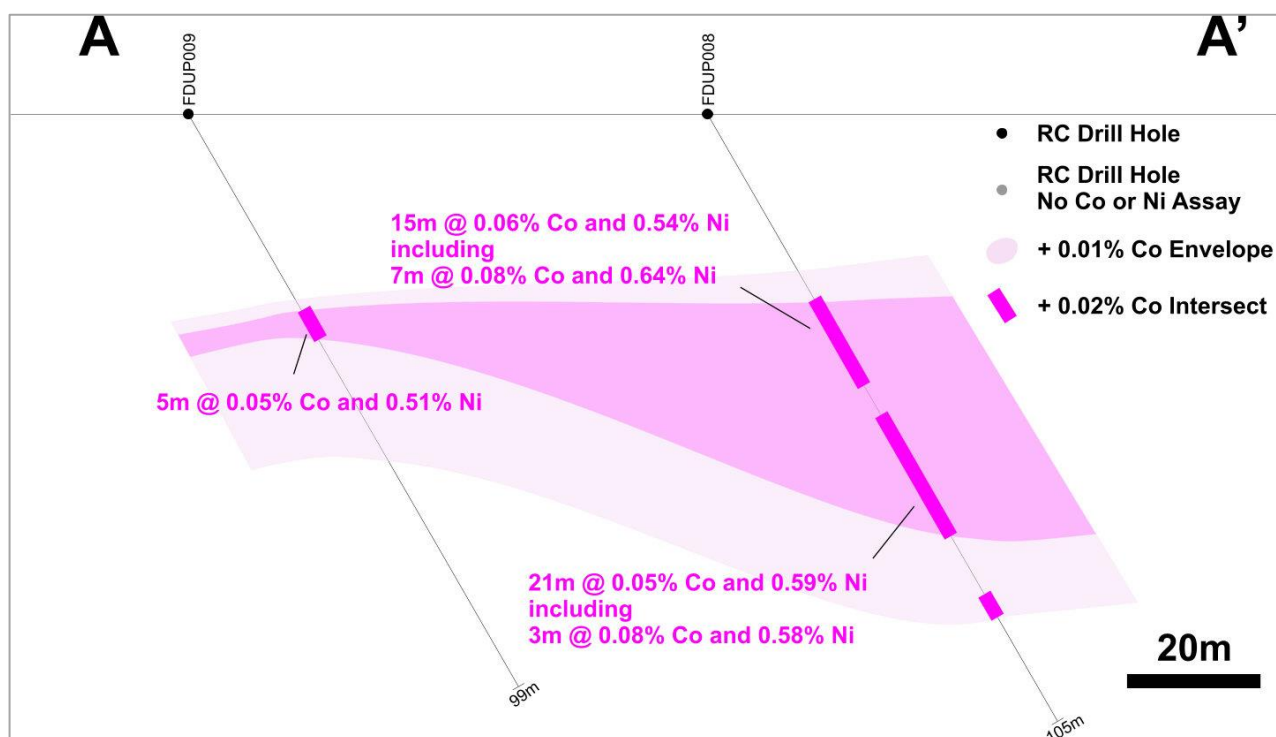 A
A’
FDUP009
FDUP008
RC Drill Hole
RC Drill Hole
No Co or Ni Assay
+ 0.01% Co Envelope
+ 0.02% Co Intersect
15m @ 0.06% Co and 0.54% Ni
including
7m @ 0.08% Co and 0.64% Ni
5m @ 0.05% Co and 0.51% Ni
21m @ 0.05% Co and 0.59% Ni
including
3m @ 0.08% Co and 0.58% Ni
20m
99m
105m